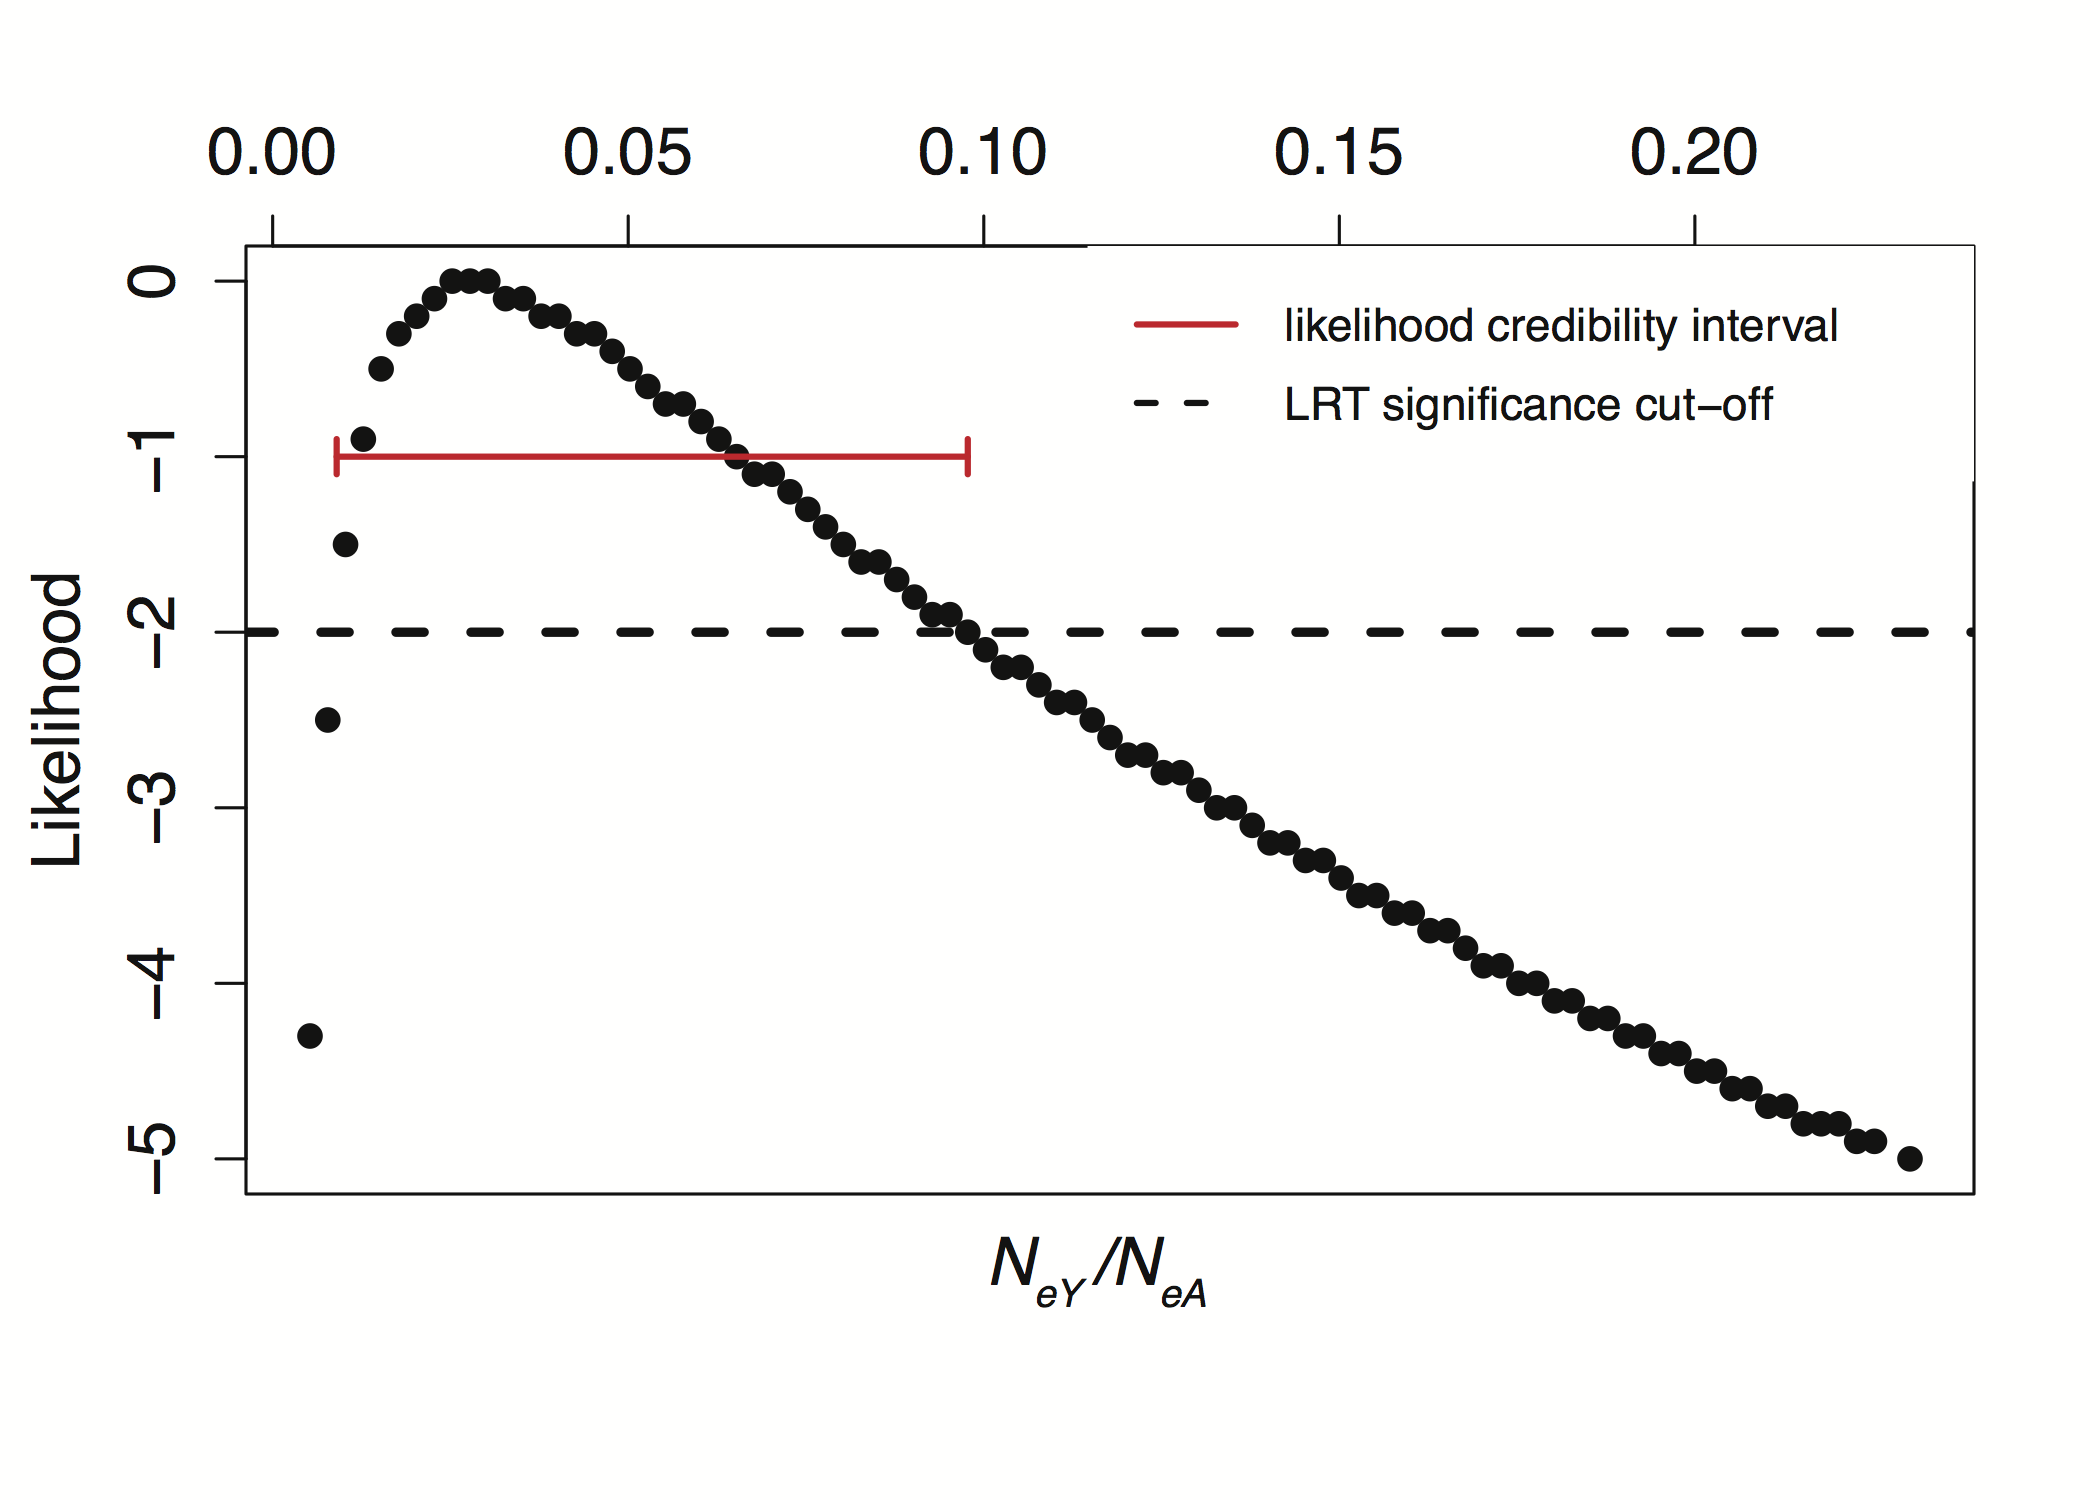 0.00 0.05 0.10 0.15 0.20
0
−1
−2
−3
−4
−5
Likelihood
likelihood credibility interval
LRT significance cut−off
NeY/NeA